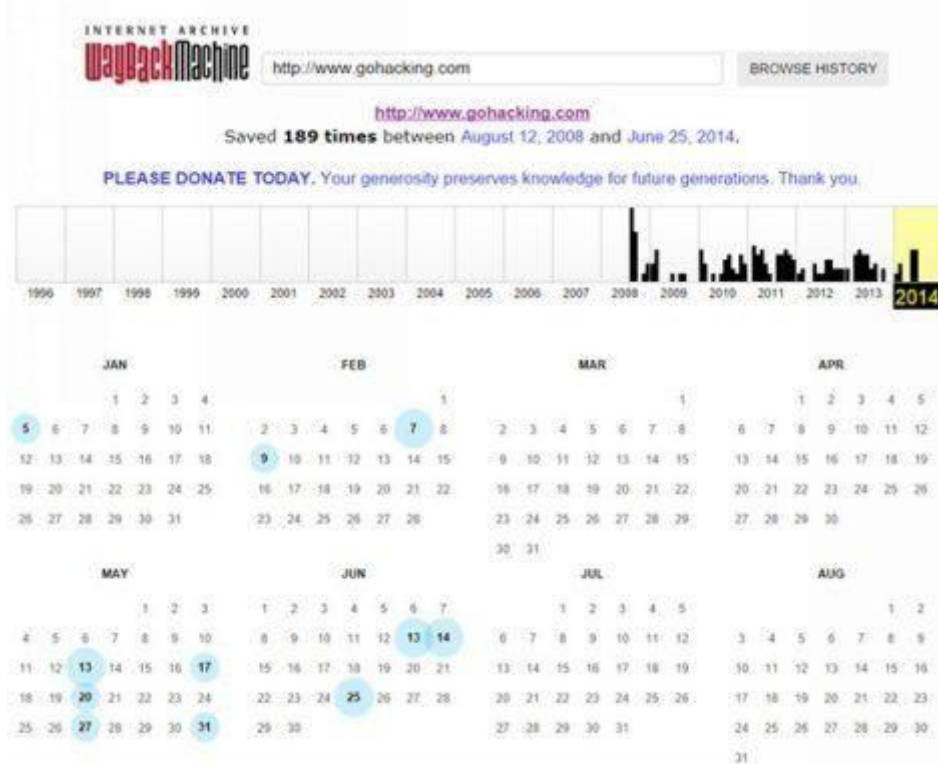 INTERNET ARCHIVE
WayBackMachine
http://www.gohacking.com
BROWSE HISTORY
http://www.gohacking.com
Saved 189 times between August 12, 2008 and June 25, 2014.
PLEASE DONATE TODAY. Your generosity preserves knowledge for future generations. Thank you.
1996 1997 1998 1999 2000 2001 2002 2003 2004 2005 2006 2007 2008 2009 2010 2011 2012 2013 2014
JAN FEB MAR APR
1 2 3 4 1 1 1 2 3 4 5
5 6 7 8 9 10 11 2 3 4 5 6 7 8 2 3 4 5 6 7 8 6 7 8 9 10 11 12
12 13 14 15 16 17 18 9 10 11 12 13 14 15 9 10 11 12 13 14 15 13 14 15 16 17 18 19
19 20 21 22 23 24 25 16 17 18 19 20 21 22 16 17 18 19 20 21 22 20 21 22 23 24 25 26
26 27 28 29 30 31 23 24 25 26 27 28 23 24 25 26 27 28 29 27 28 29 30
30 31
MAY JUN JUL AUG
1 2 3 1 2 3 4 5 6 7 1 2 3 4 5 1 2
4 5 6 7 8 9 10 8 9 10 11 12 13 14 6 7 8 9 10 11 12 3 4 5 6 7 8 9
11 12 13 14 15 16 17 15 16 17 18 19 20 21 13 14 15 16 17 18 19 10 11 12 13 14 15 16
18 19 20 21 22 23 24 22 23 24 25 26 27 28 20 21 22 23 24 25 26 17 18 19 20 21 22 23
25 26 27 28 29 30 31 29 30 27 28 29 30 31 24 25 26 27 28 29 30
31